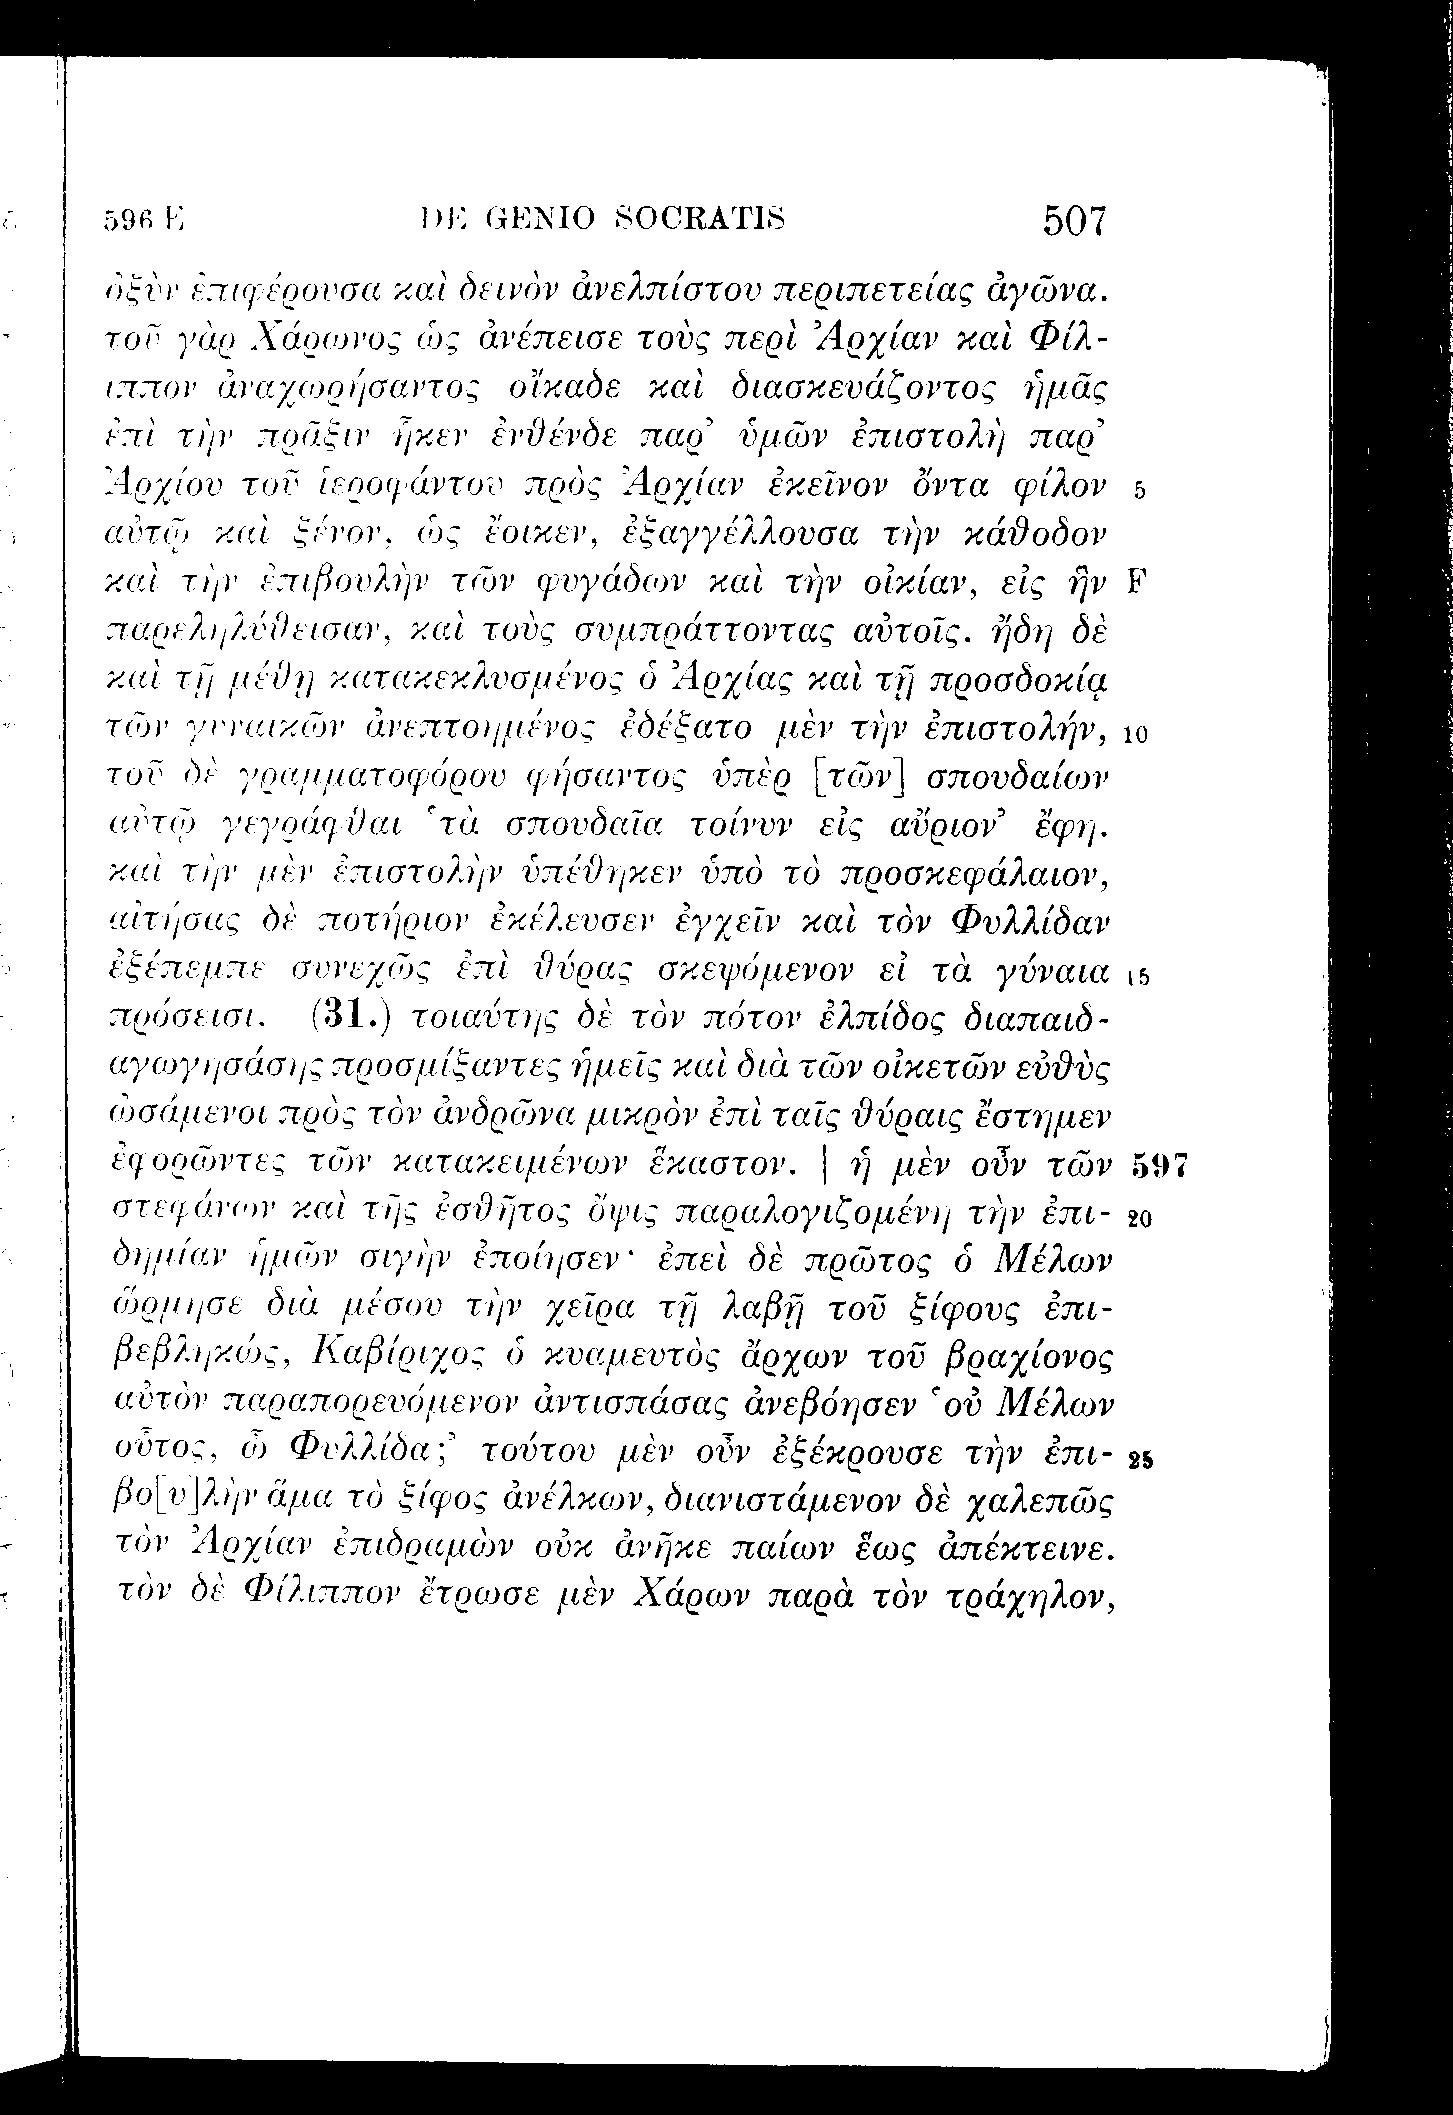 596 E DE GENIO SOCRATIS 507
ὀξὺν ἐπιφέρουσα καὶ δεινὸν ἀνελπίστου περιπετείας ἀγῶνα.
τοῦ γὰρ Χάρωνος ὡς ἀνέπεισε τοὺς περὶ Ἀρχίαν καὶ Φίλ-
ιππον ἀναχωρήσαντος οἴκαδε καὶ διασκευάζοντος ἡμᾶς
ἐπὶ τὴν πρᾶξιν ἧκεν ἐνθένδε παρ’ ὑμῶν ἐπιστολὴ παρ’
Ἀρχίου τοῦ ἱεροφάντου πρὸς Ἀρχίαν ἐκεῖνον ὄντα φίλον 5
αὐτῷ καὶ ξένον, ὡς ἔοικεν, ἐξαγγέλλουσα τὴν κάθοδον
καὶ τὴν ἐπιβουλὴν τῶν φυγάδων καὶ τὴν οἰκίαν, εἰς ἣν F
παρεληλύθεισαν, καὶ τοὺς συμπράττοντας αὐτοῖς. ἤδη δὲ
καὶ τῇ μέθῃ κατακεκλυσμένος ὁ Ἀρχίας καὶ τῇ προσδοκίᾳ
τῶν γυναικῶν ἀνεπτοημένος ἐδέξατο μὲν τὴν ἐπιστολήν, 10
τοῦ δὲ γραμματοφόρου φήσαντος ὑπὲρ [τῶν] σπουδαίων
αὐτῷ γεγράφθαι ‘τὰ σπουδαῖα τοίνυν εἰς αὔριον’ ἔφη.
καὶ τὴν μὲν ἐπιστολὴν ὑπέθηκεν ὑπὸ τὸ προσκεφάλαιον,
αἰτήσας δὲ ποτήριον ἐκέλευσεν ἐγχεῖν καὶ τὸν Φυλλίδαν
ἐξέπεμπε συνεχῶς ἐπὶ θύρας σκεψόμενον εἰ τὰ γύναια 15
πρόσεισι. (31.) τοιαύτης δὲ τὸν πότον ἐλπίδος διαπαιδ-
αγωγησάσης προσμίξαντες ἡμεῖς καὶ διὰ τῶν οἰκετῶν εὐθὺς
ὠσάμενοι πρὸς τὸν ἀνδρῶνα μικρὸν ἐπὶ ταῖς θύραις ἔστημεν
ἐφορῶντες τῶν κατακειμένων ἕκαστον. | ἡ μὲν οὖν τῶν 597
στεφάνων καὶ τῆς ἐσθῆτος ὄψις παραλογιζομένη τὴν ἐπι- 20
δημίαν ἡμῶν σιγὴν ἐποίησεν· ἐπεὶ δὲ πρῶτος ὁ Μέλων
ὥρμησε διὰ μέσου τὴν χεῖρα τῇ λαβῇ τοῦ ξίφους ἐπι-
βεβληκώς, Καβίριχος ὁ κυαμευτὸς ἄρχων τοῦ βραχίονος
αὐτὸν παραπορευόμενον ἀντισπάσας ἀνεβόησεν ‘οὐ Μέλων
οὗτος, ὦ Φυλλίδα;’ τούτου μὲν οὖν ἐξέκρουσε τὴν ἐπι- 25
βο[υ]λὴν ἅμα τὸ ξίφος ἀνέλκων, διανιστάμενον δὲ χαλεπῶς
τὸν Ἀρχίαν ἐπιδραμὼν οὐκ ἀνῆκε παίων ἕως ἀπέκτεινε.
τὸν δὲ Φίλιππον ἔτρωσε μὲν Χάρων παρὰ τὸν τράχηλον,